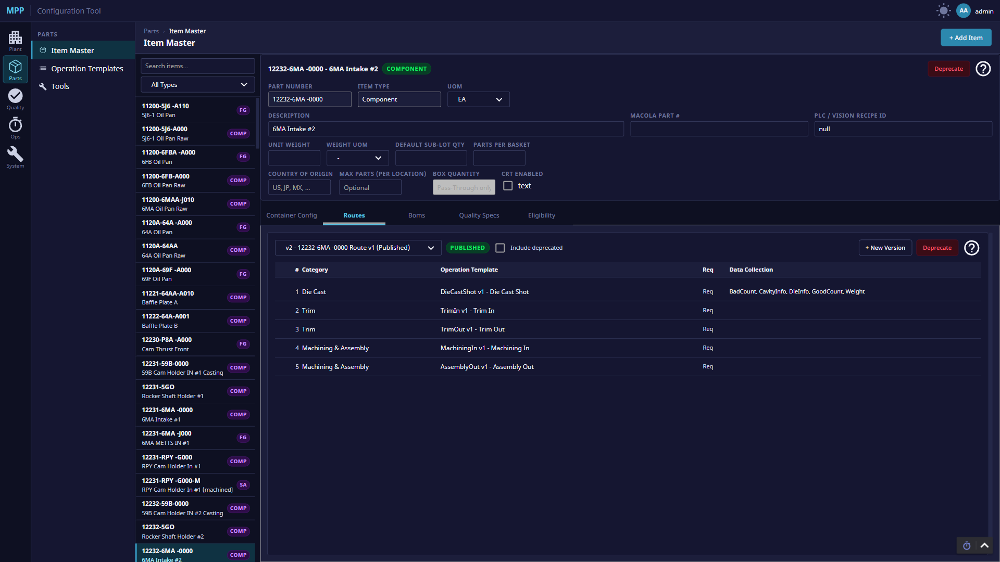 MPP
Configuration Tool
AA
admin
Plant
Parts
Quality
Ops
System
PARTS
Item Master
Operation Templates
Tools
Parts › Item Master
Item Master
+ Add Item
Search items...
All Types
11200-5J6 -A110
5J6-1 Oil Pan
FG
11200-5J6-A000
5J6-1 Oil Pan Raw
COMP
11200-6FBA -A000
6FB Oil Pan
FG
11200-6FB-A000
6FB Oil Pan Raw
COMP
11200-6MAA-J010
6MA Oil Pan Raw
COMP
1120A-64A -A000
64A Oil Pan
FG
1120A-64AA
64A Oil Pan Raw
COMP
1120A-69F -A000
69F Oil Pan
FG
11221-64AA-A010
Baffle Plate A
COMP
11222-64A-A001
Baffle Plate B
COMP
12230-P8A -A000
Cam Thrust Front
FG
12231-59B-0000
59B Cam Holder IN #1 Casting
COMP
12231-5GO
Rocker Shaft Holder #1
COMP
12231-6MA -0000
6MA Intake #1
COMP
12231-6MA -J000
6MA METTS IN #1
FG
12231-RPY -G000
RPY Cam Holder In #1
COMP
12231-RPY -G000-M
RPY Cam Holder In #1 (machined)
SA
12232-59B-0000
59B Cam Holder IN #2 Casting
COMP
12232-5GO
Rocker Shaft Holder #2
COMP
12232-6MA -0000
6MA Intake #2
COMP
12232-6MA -0000 - 6MA Intake #2 COMPONENT
Deprecate
PART NUMBER ITEM TYPE UOM
12232-6MA -0000 Component EA
DESCRIPTION MACOLA PART # PLC / VISION RECIPE ID
6MA Intake #2 null
UNIT WEIGHT WEIGHT UOM DEFAULT SUB-LOT QTY PARTS PER BASKET
-
COUNTRY OF ORIGIN MAX PARTS (PER LOCATION) BOX QUANTITY CRT ENABLED
US, JP, MX, ... Optional Pass-Through only text
Container Config Routes Boms Quality Specs Eligibility
v2 - 12232-6MA -0000 Route v1 (Published) PUBLISHED Include deprecated + New Version Deprecate
# Category Operation Template Req Data Collection
1 Die Cast DieCastShot v1 - Die Cast Shot Req BadCount, CavityInfo, DieInfo, GoodCount, Weight
2 Trim TrimIn v1 - Trim In Req
3 Trim TrimOut v1 - Trim Out Req
4 Machining & Assembly MachiningIn v1 - Machining In Req
5 Machining & Assembly AssemblyOut v1 - Assembly Out Req